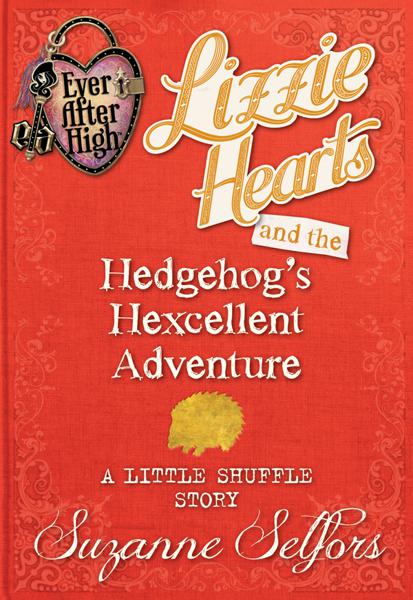 Ever
After
High
Lizzie
Hearts
and the
Hedgehog's
Hexcellent
Adventure
A LITTLE SHUFFLE
STORY
Suzanne Selfors